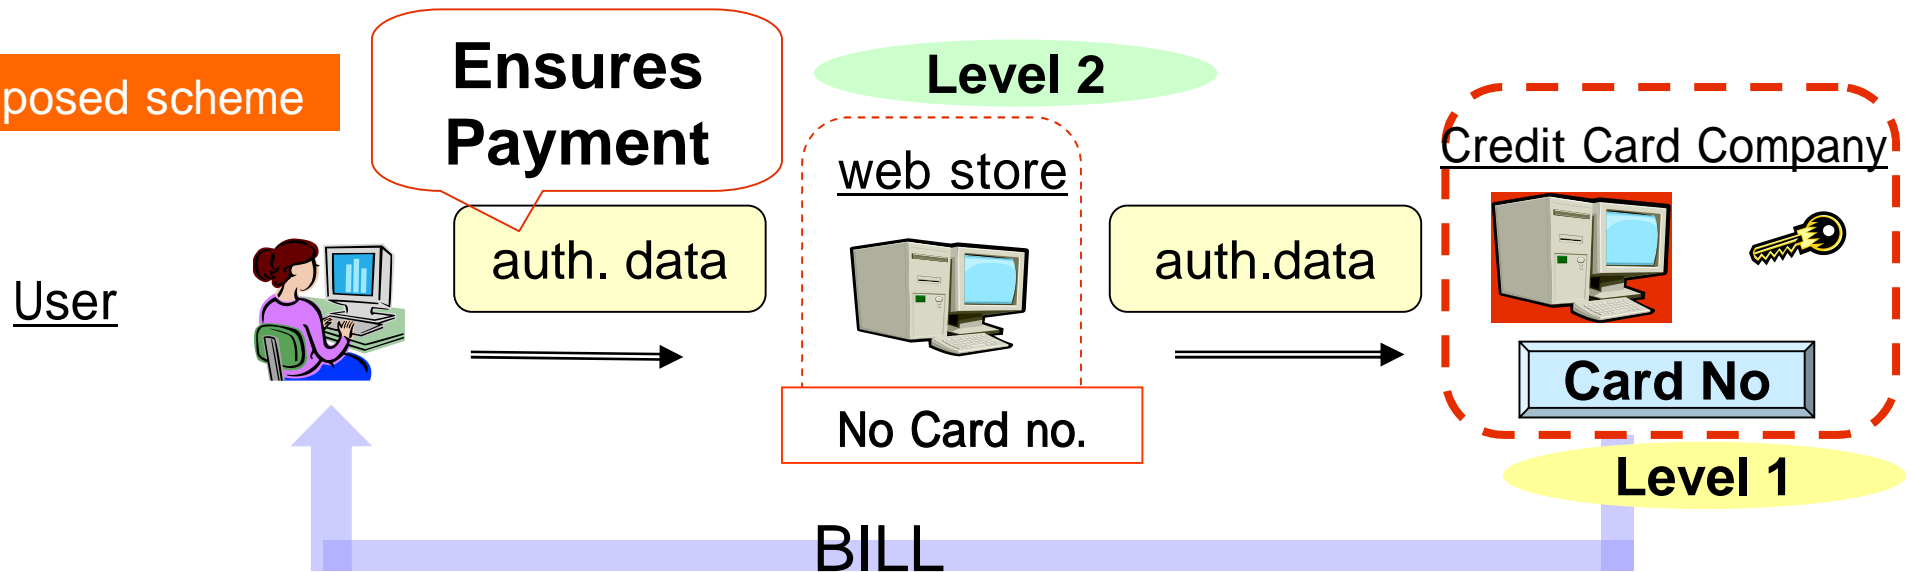 posed scheme
Ensures
Payment
Level 2
Credit Card Company
web store
auth. data
auth.data
User
Card No
No Card no.
Level 1
BILL